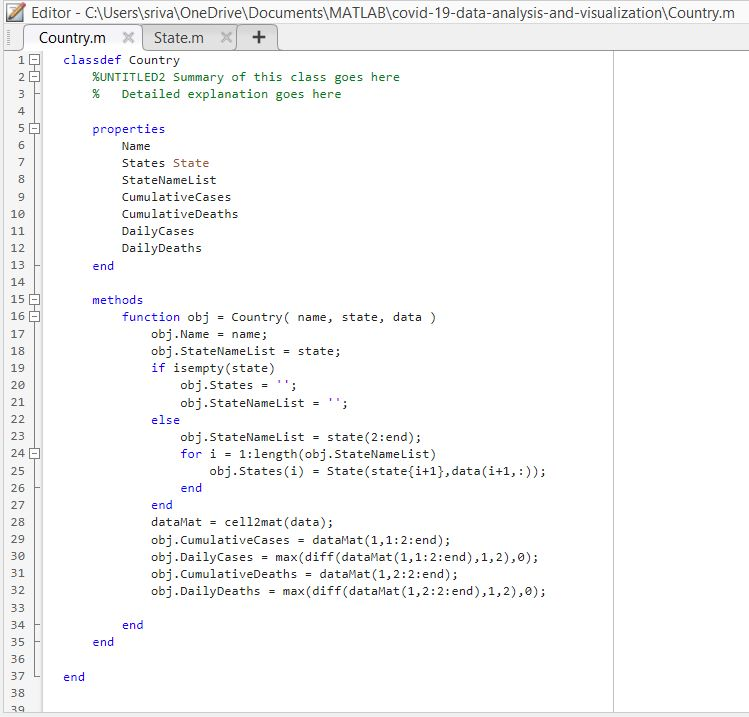 Editor - C:\Users\sriva\OneDrive\Documents\MATLAB\covid-19-data-analysis-and-visualization\Country.m
Country.m × State.m × +
1 classdef Country
2 %UNTITLED2 Summary of this class goes here
3 % Detailed explanation goes here
4
5 properties
6 Name
7 States State
8 StateNameList
9 CumulativeCases
10 CumulativeDeaths
11 DailyCases
12 DailyDeaths
13 end
14
15 methods
16 function obj = Country( name, state, data )
17 obj.Name = name;
18 obj.StateNameList = state;
19 if isempty(state)
20 obj.States = '';
21 obj.StateNameList = '';
22 else
23 obj.StateNameList = state(2:end);
24 for i = 1:length(obj.StateNameList)
25 obj.States(i) = State(state{i+1},data(i+1,:));
26 end
27 end
28 dataMat = cell2mat(data);
29 obj.CumulativeCases = dataMat(1,1:2:end);
30 obj.DailyCases = max(diff(dataMat(1,1:2:end),1,2),0);
31 obj.CumulativeDeaths = dataMat(1,2:2:end);
32 obj.DailyDeaths = max(diff(dataMat(1,2:2:end),1,2),0);
33
34 end
35 end
36
37 end
38
39